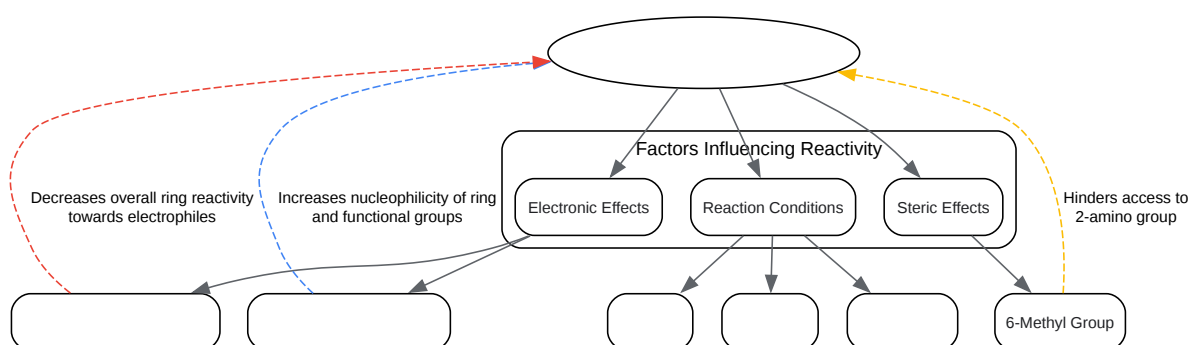 Factors Influencing Reactivity
Decreases overall ring reactivity
towards electrophiles
Increases nucleophilicity of ring
and functional groups
Electronic Effects
Reaction Conditions
Steric Effects
Hinders access to
2-amino group
6-Methyl Group